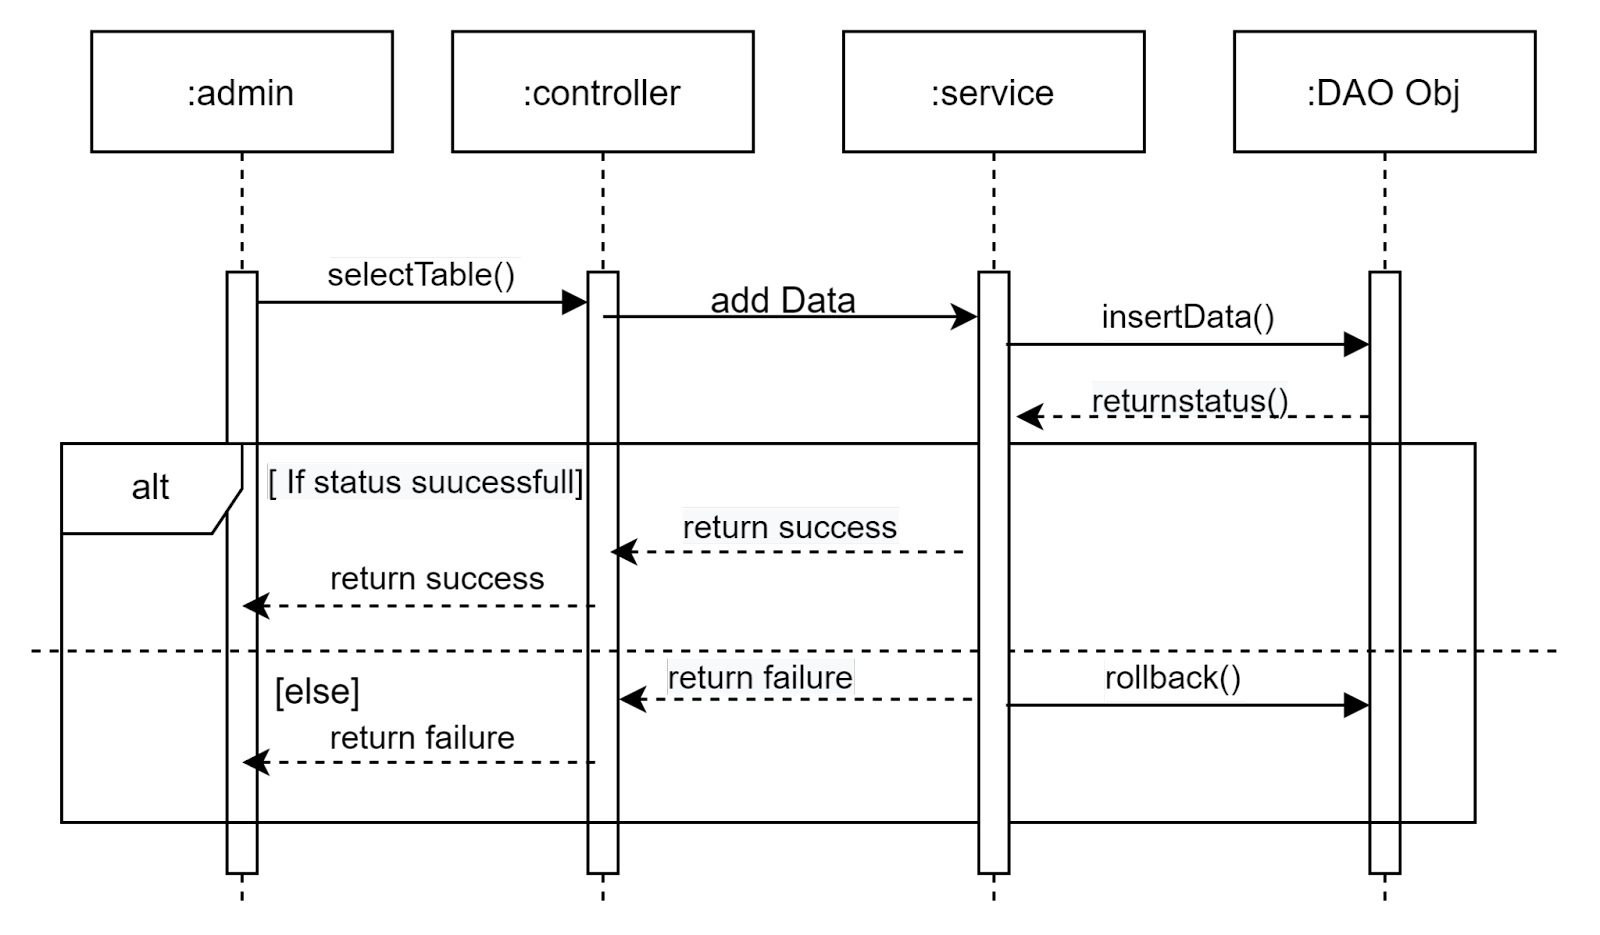 :admin
:controller
:service
:DAO Obj
selectTable()
add Data
insertData()
returnstatus()
alt
[ If status suucessfull]
return success
return success
return failure
rollback()
[else]
return failure